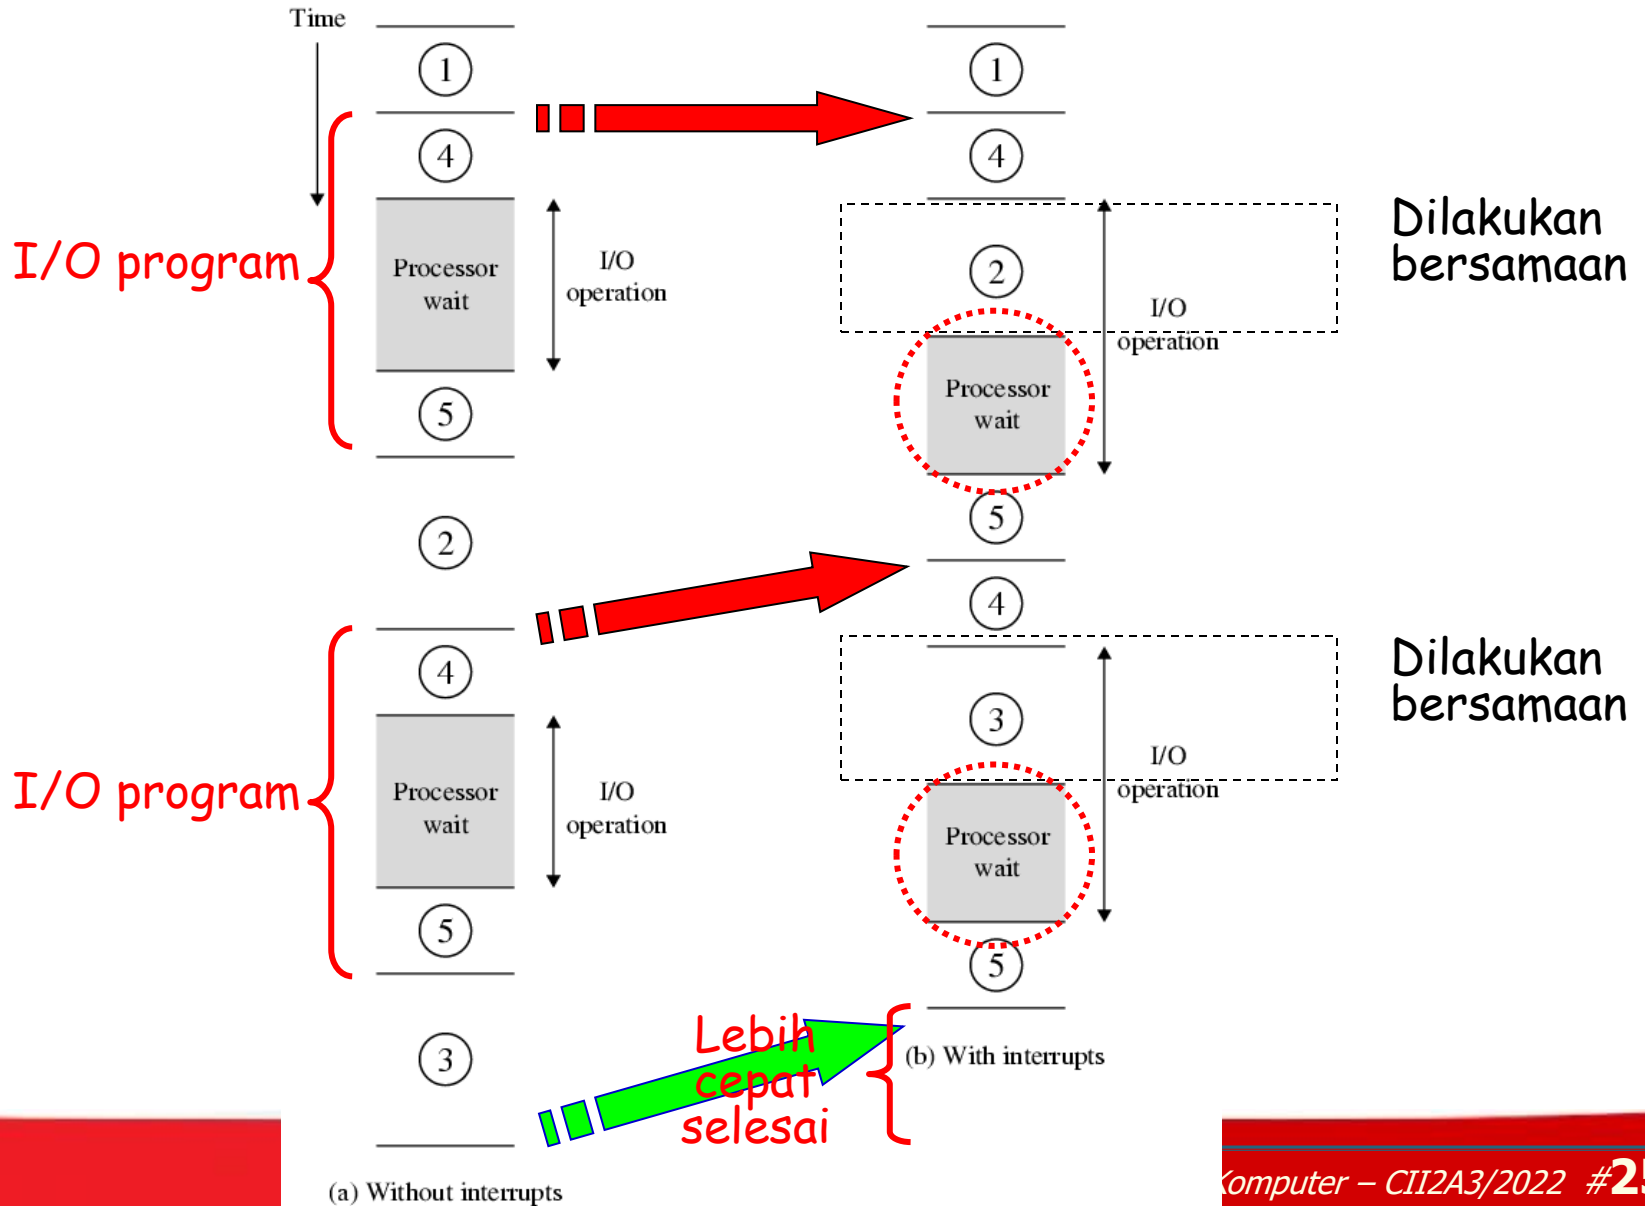 Time
1
4
I/O program
Processor
wait
I/O
operation
5
2
I/O program
4
Processor
wait
I/O
operation
5
3
(a) Without interrupts
1
4
2
Dilakukan
bersamaan
I/O
operation
Processor
wait
5
4
3
Dilakukan
bersamaan
I/O
operation
Processor
wait
5
Lebih
cepat
selesai
(b) With interrupts
Komputer – CII2A3/2022 #25